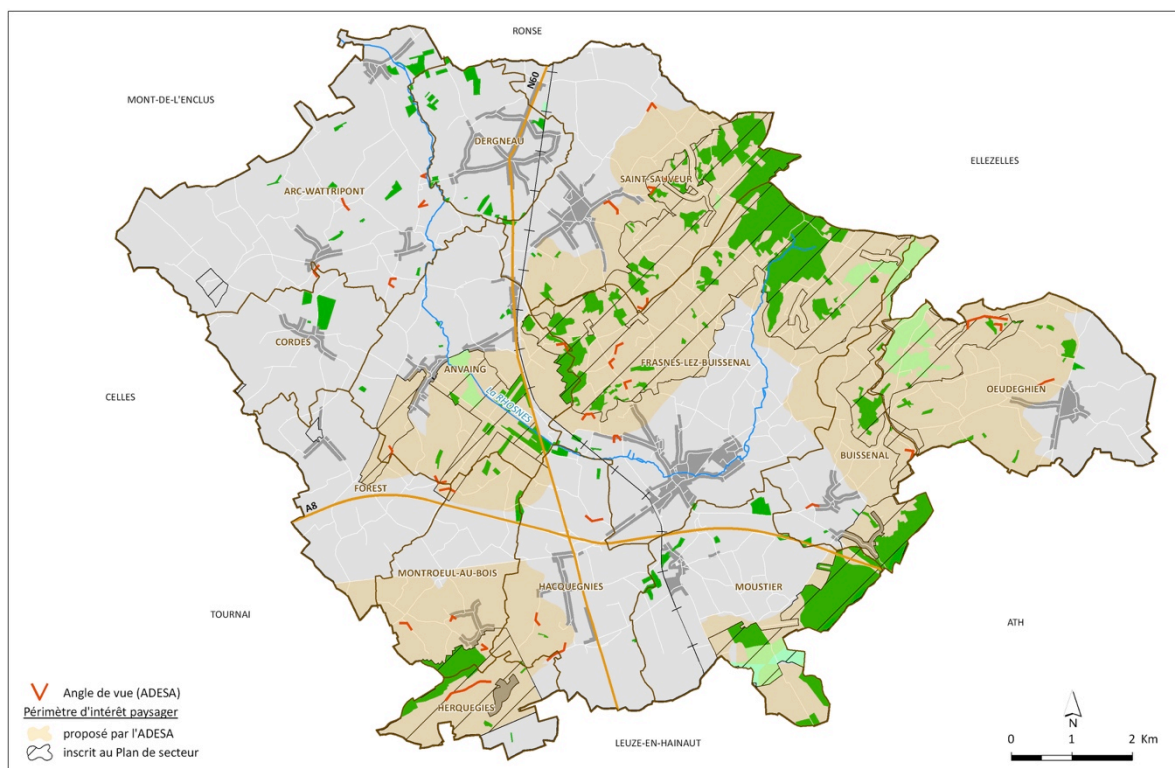 RONSE
MONT-DE-L'ENCLUS
N60
DERGNEAU
ELLEZELLES
SAINT-SAUVEUR
ARC-WATTRIPONT
CORDES
ANVAING
FRASNES-LEZ-BUISSENAL
OEUDEGHIEN
CELLES
La RHOSNES
BUISSENAL
FOREST
A8
MONTROEUL-AU-BOIS
HACQUEGNIES
MOUSTIER
TOURNAI
ATH
HERQUEGIES
LEUZE-EN-HAINAUT
Angle de vue (ADESA)
Périmètre d'intérêt paysager
proposé par l'ADESA
inscrit au Plan de secteur
N
0 1 2 Km